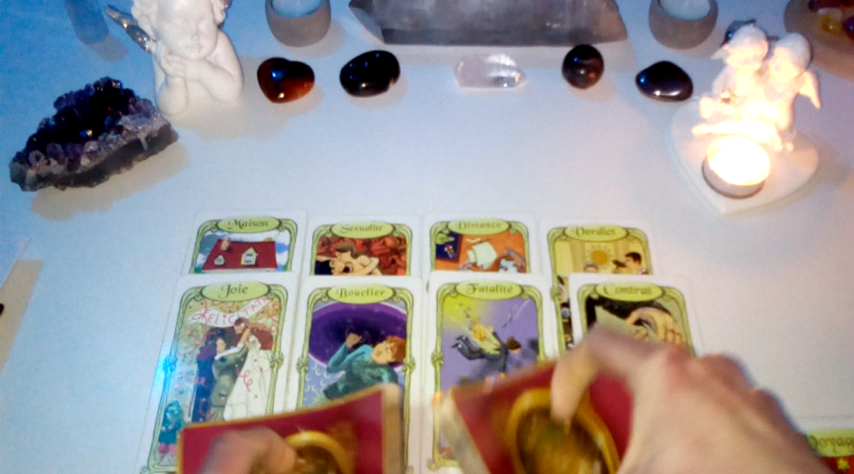 Maison
Sexualité
Distance
Verdict
Joie
Bouclier
Fatalité
Contrat